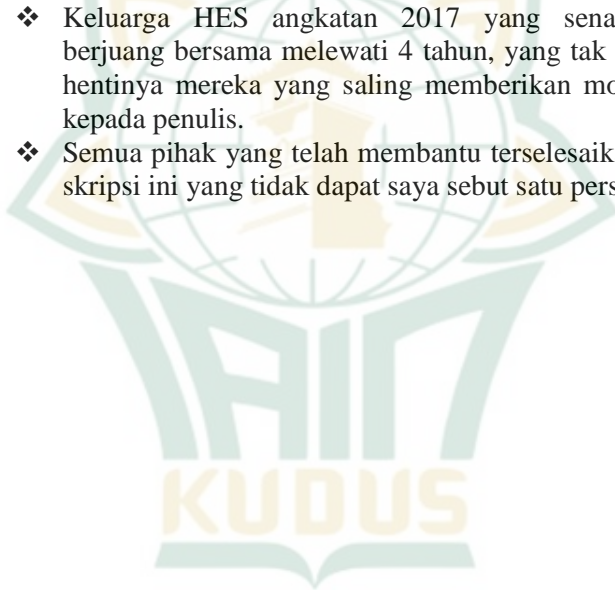 ❖ Keluarga HES angkatan 2017 yang sena
berjuang bersama melewati 4 tahun, yang tak
hentinya mereka yang saling memberikan mo
kepada penulis.
❖ Semua pihak yang telah membantu terselesaik
skripsi ini yang tidak dapat saya sebut satu pers
IAIN
KUDUS